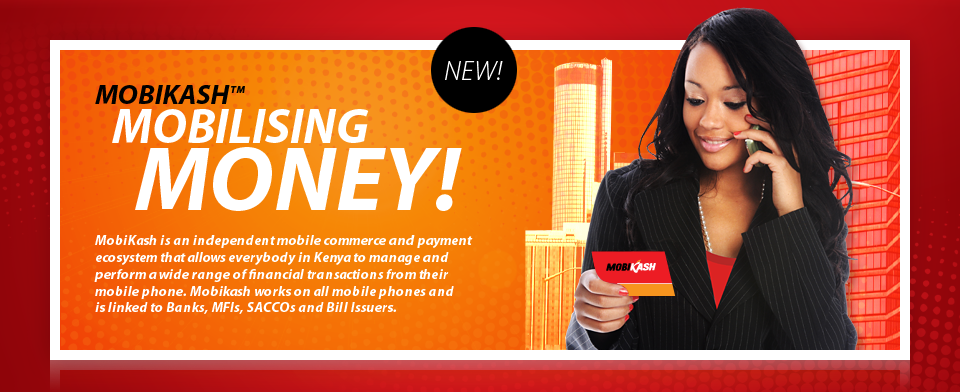 NEW!
MOBIKASH™
MOBILISING
MONEY!
MobiKash is an independent mobile commerce and payment
ecosystem that allows everybody in Kenya to manage and
perform a wide range of financial transactions from their
mobile phone. Mobikash works on all mobile phones and
is linked to Banks, MFIs, SACCOs and Bill Issuers.
MOBIKASH